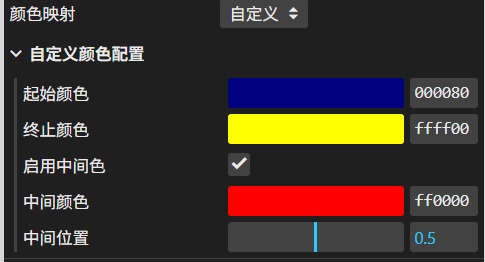 颜色映射 自定义
自定义颜色配置
起始颜色 000080
终止颜色 ffff00
启用中间色
中间颜色 ff0000
中间位置 0.5